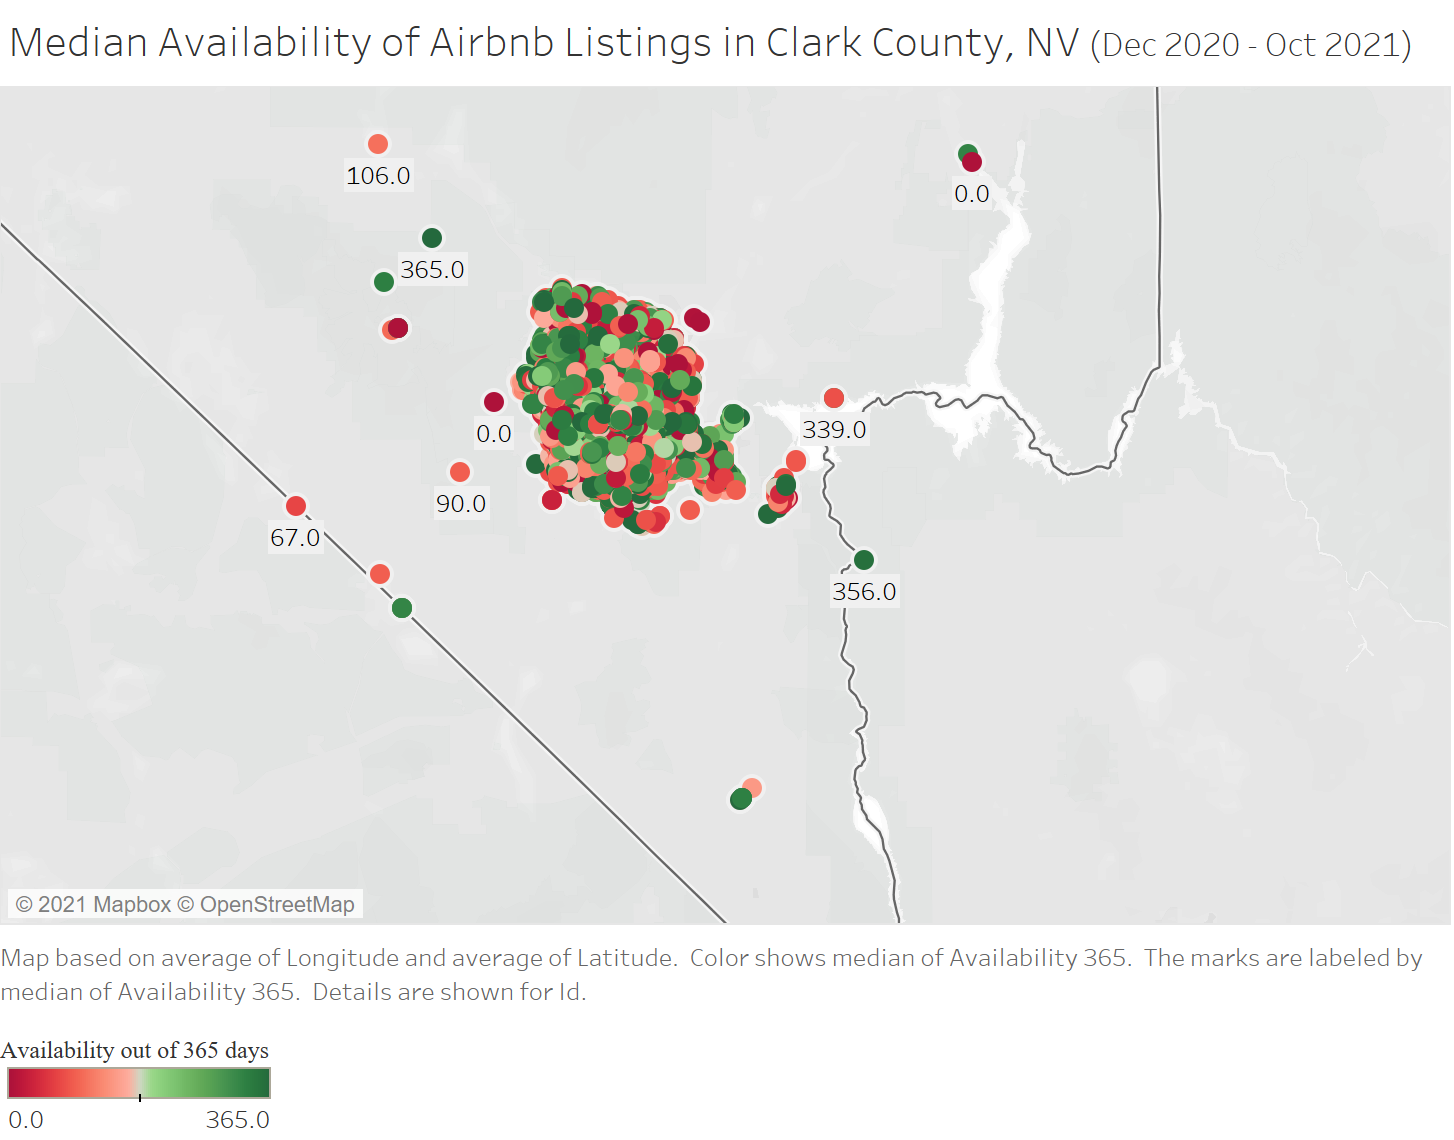 Median Availability of Airbnb Listings in Clark County, NV (Dec 2020 - Oct 2021)
106.0
0.0
365.0
339.0
0.0
90.0
67.0
356.0
© 2021 Mapbox © OpenStreetMap
Map based on average of Longitude and average of Latitude.  Color shows median of Availability 365.  The marks are labeled by
median of Availability 365.  Details are shown for Id.
Availability out of 365 days
0.0 365.0